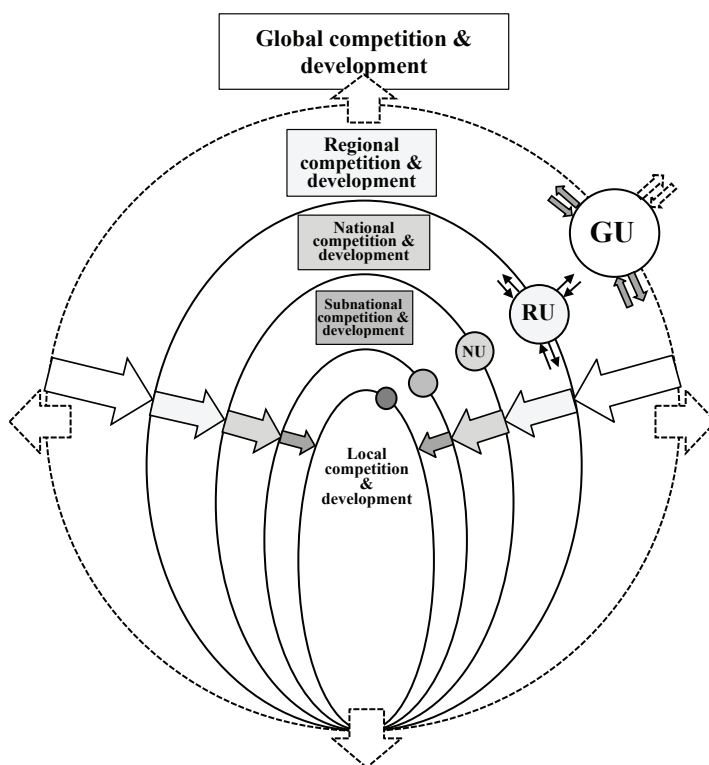 Global competition &
development
Regional
competition &
development
GU
National
competition &
development
Subnational
competition &
development
RU
NU
Local
competition
&
development